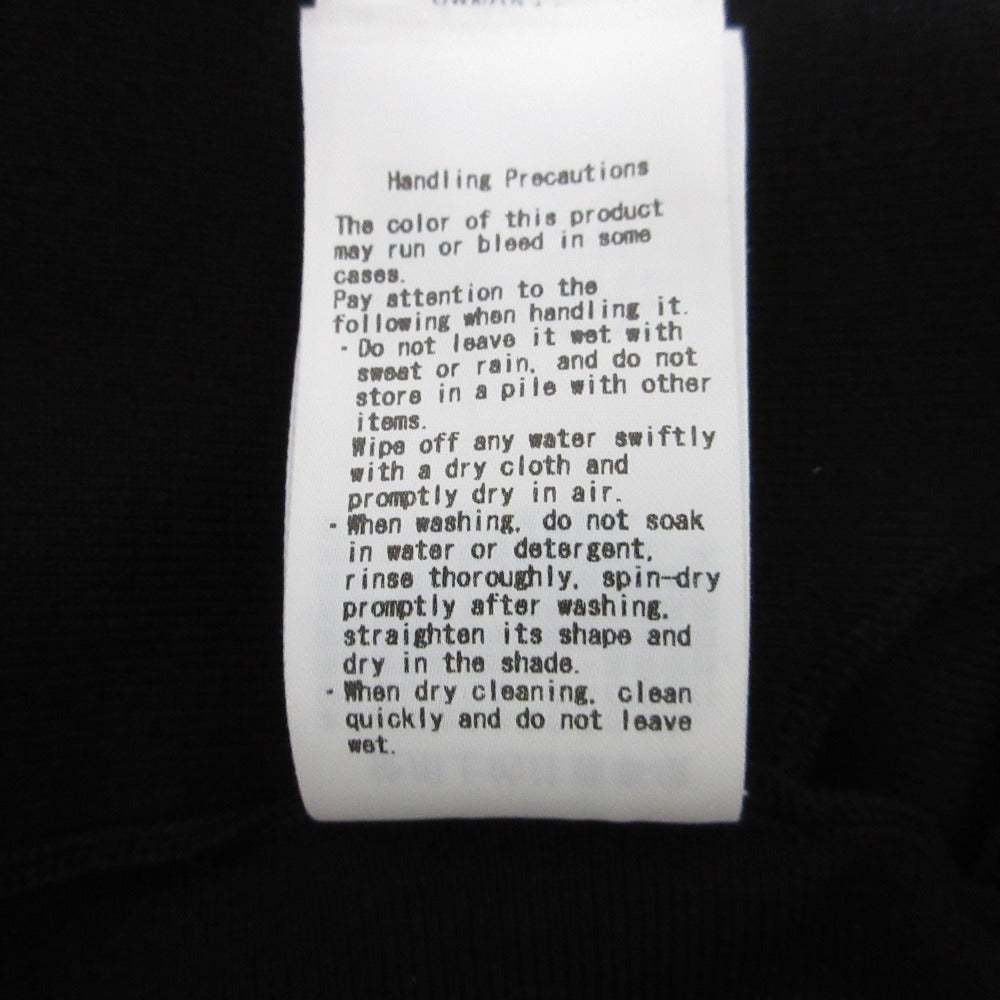 Handling Precautions
The color of this product
may run or bleed in some
cases.
Pay attention to the
following when handling it.
・Do not leave it wet with
sweat or rain, and do not
store in a pile with other
items.
Wipe off any water swiftly
with a dry cloth and
promptly dry in air.
・When washing, do not soak
in water or detergent,
rinse thoroughly, spin-dry
promptly after washing,
straighten its shape and
dry in the shade.
・When dry cleaning, clean
quickly and do not leave
wet.